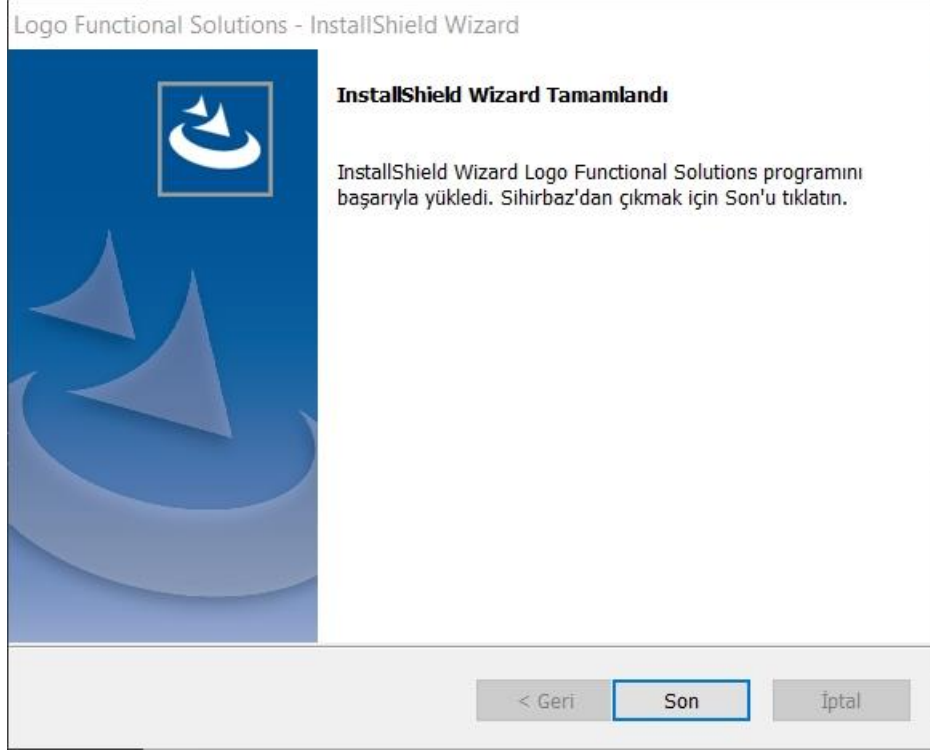 Logo Functional Solutions - InstallShield Wizard
InstallShield Wizard Tamamlandı
InstallShield Wizard Logo Functional Solutions programını
başarıyla yükledi. Sihirbaz'dan çıkmak için Son'u tıklatın.
< Geri
Son
İptal